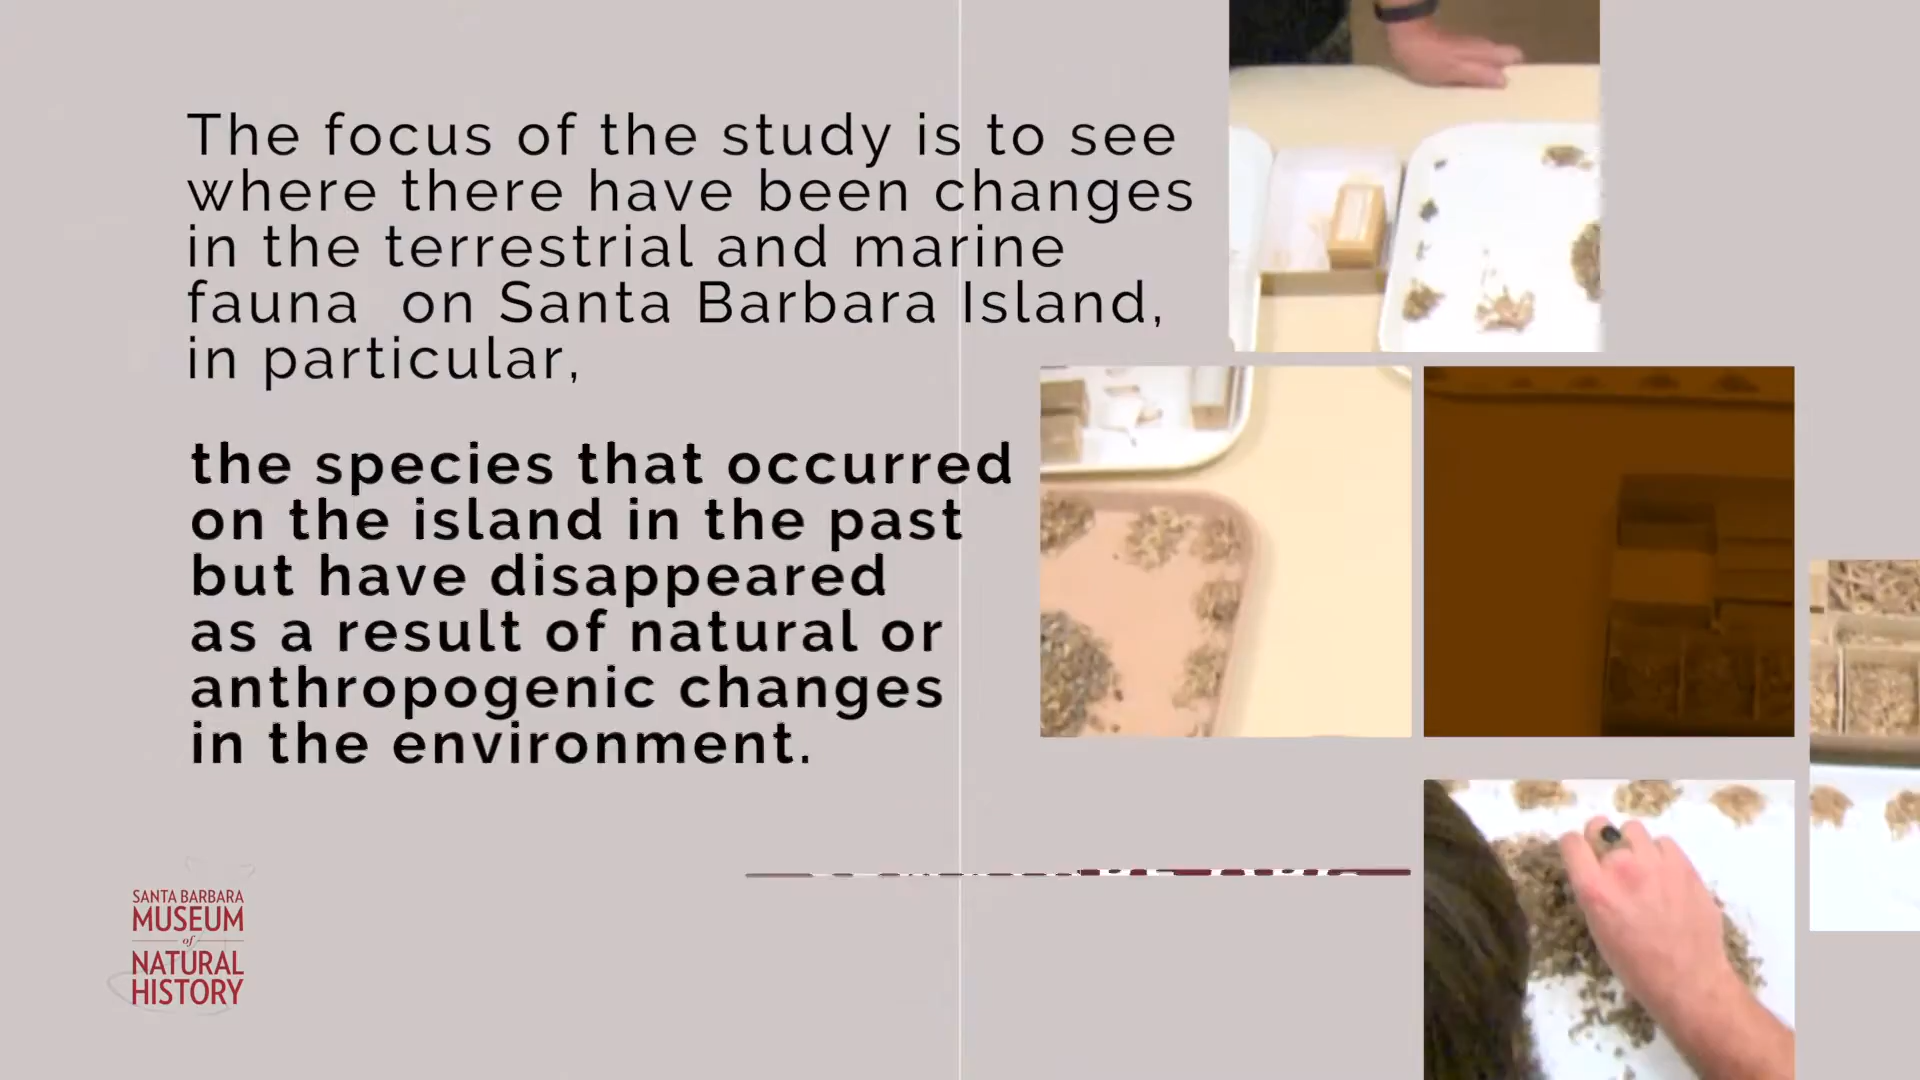 The focus of the study is to see
where there have been changes
in the terrestrial and marine
fauna  on Santa Barbara Island,
in particular,
the species that occurred
on the island in the past
but have disappeared
as a result of natural or
anthropogenic changes
in the environment.
SANTA BARBARA
MUSEUM
of
NATURAL
HISTORY